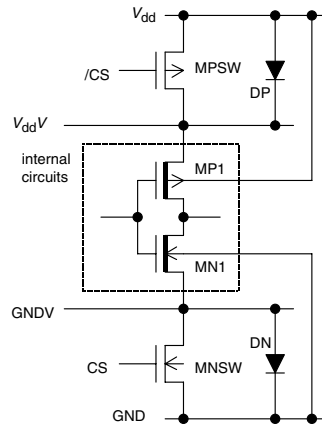 Vdd
/CS
MPSW
DP
VddV
internal
circuits
MP1
MN1
GNDV
DN
CS
MNSW
GND